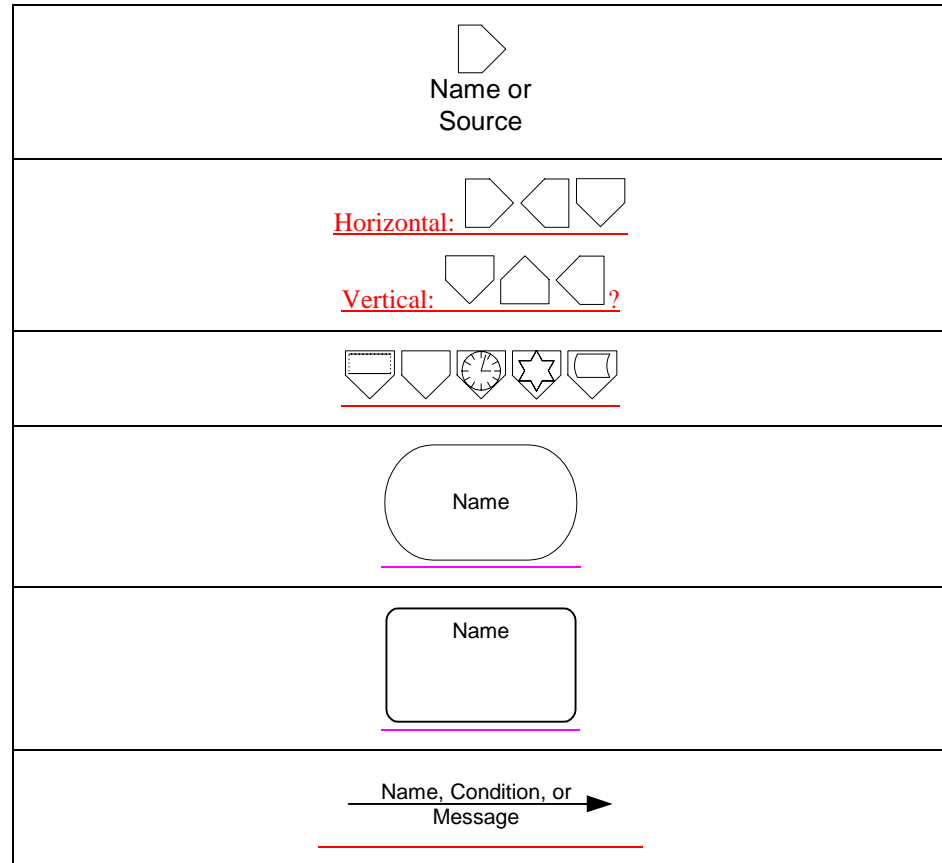 Name or
Source
Horizontal:
Vertical: ?
Name
Name
Name, Condition, or
Message